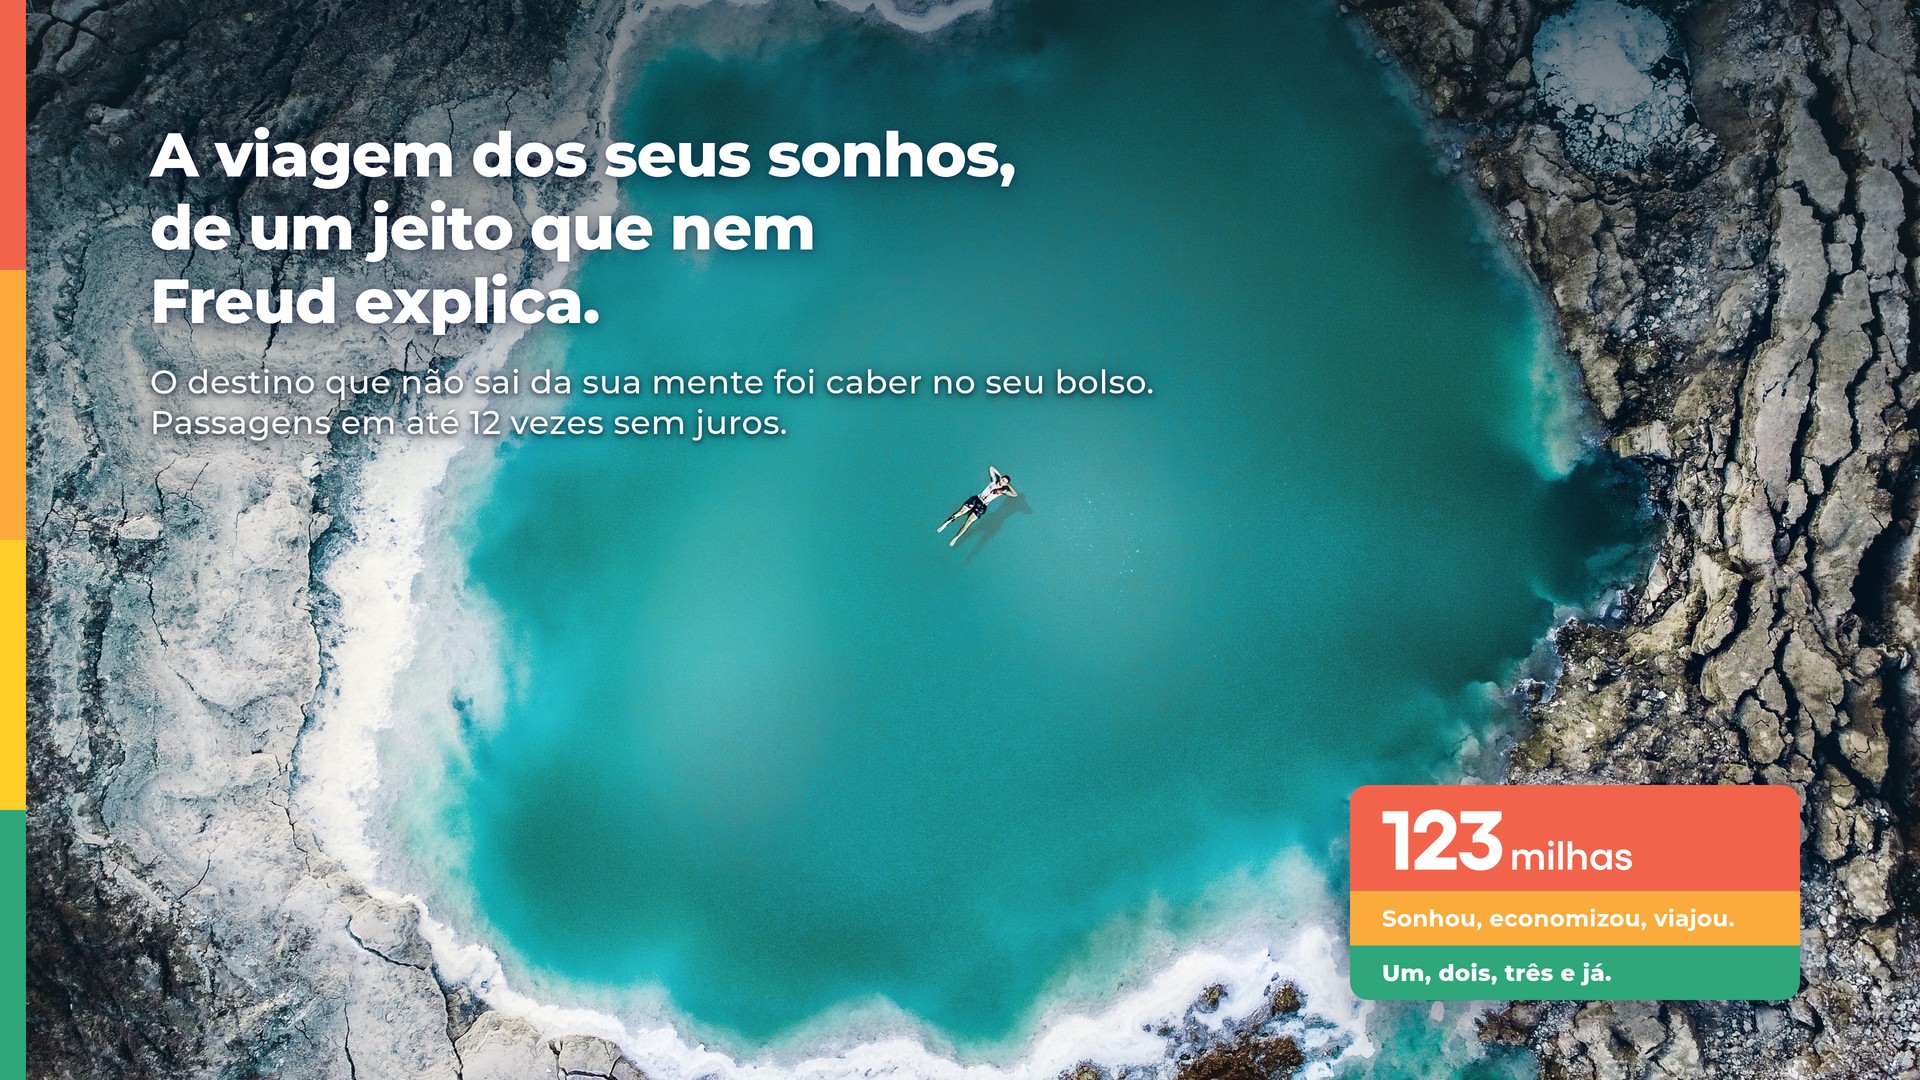 A viagem dos seus sonhos,
de um jeito que nem
Freud explica.
O destino que não sai da sua mente foi caber no seu bolso.
Passagens em até 12 vezes sem juros.
123 milhas
Sonhou, economizou, viajou.
Um, dois, três e já.